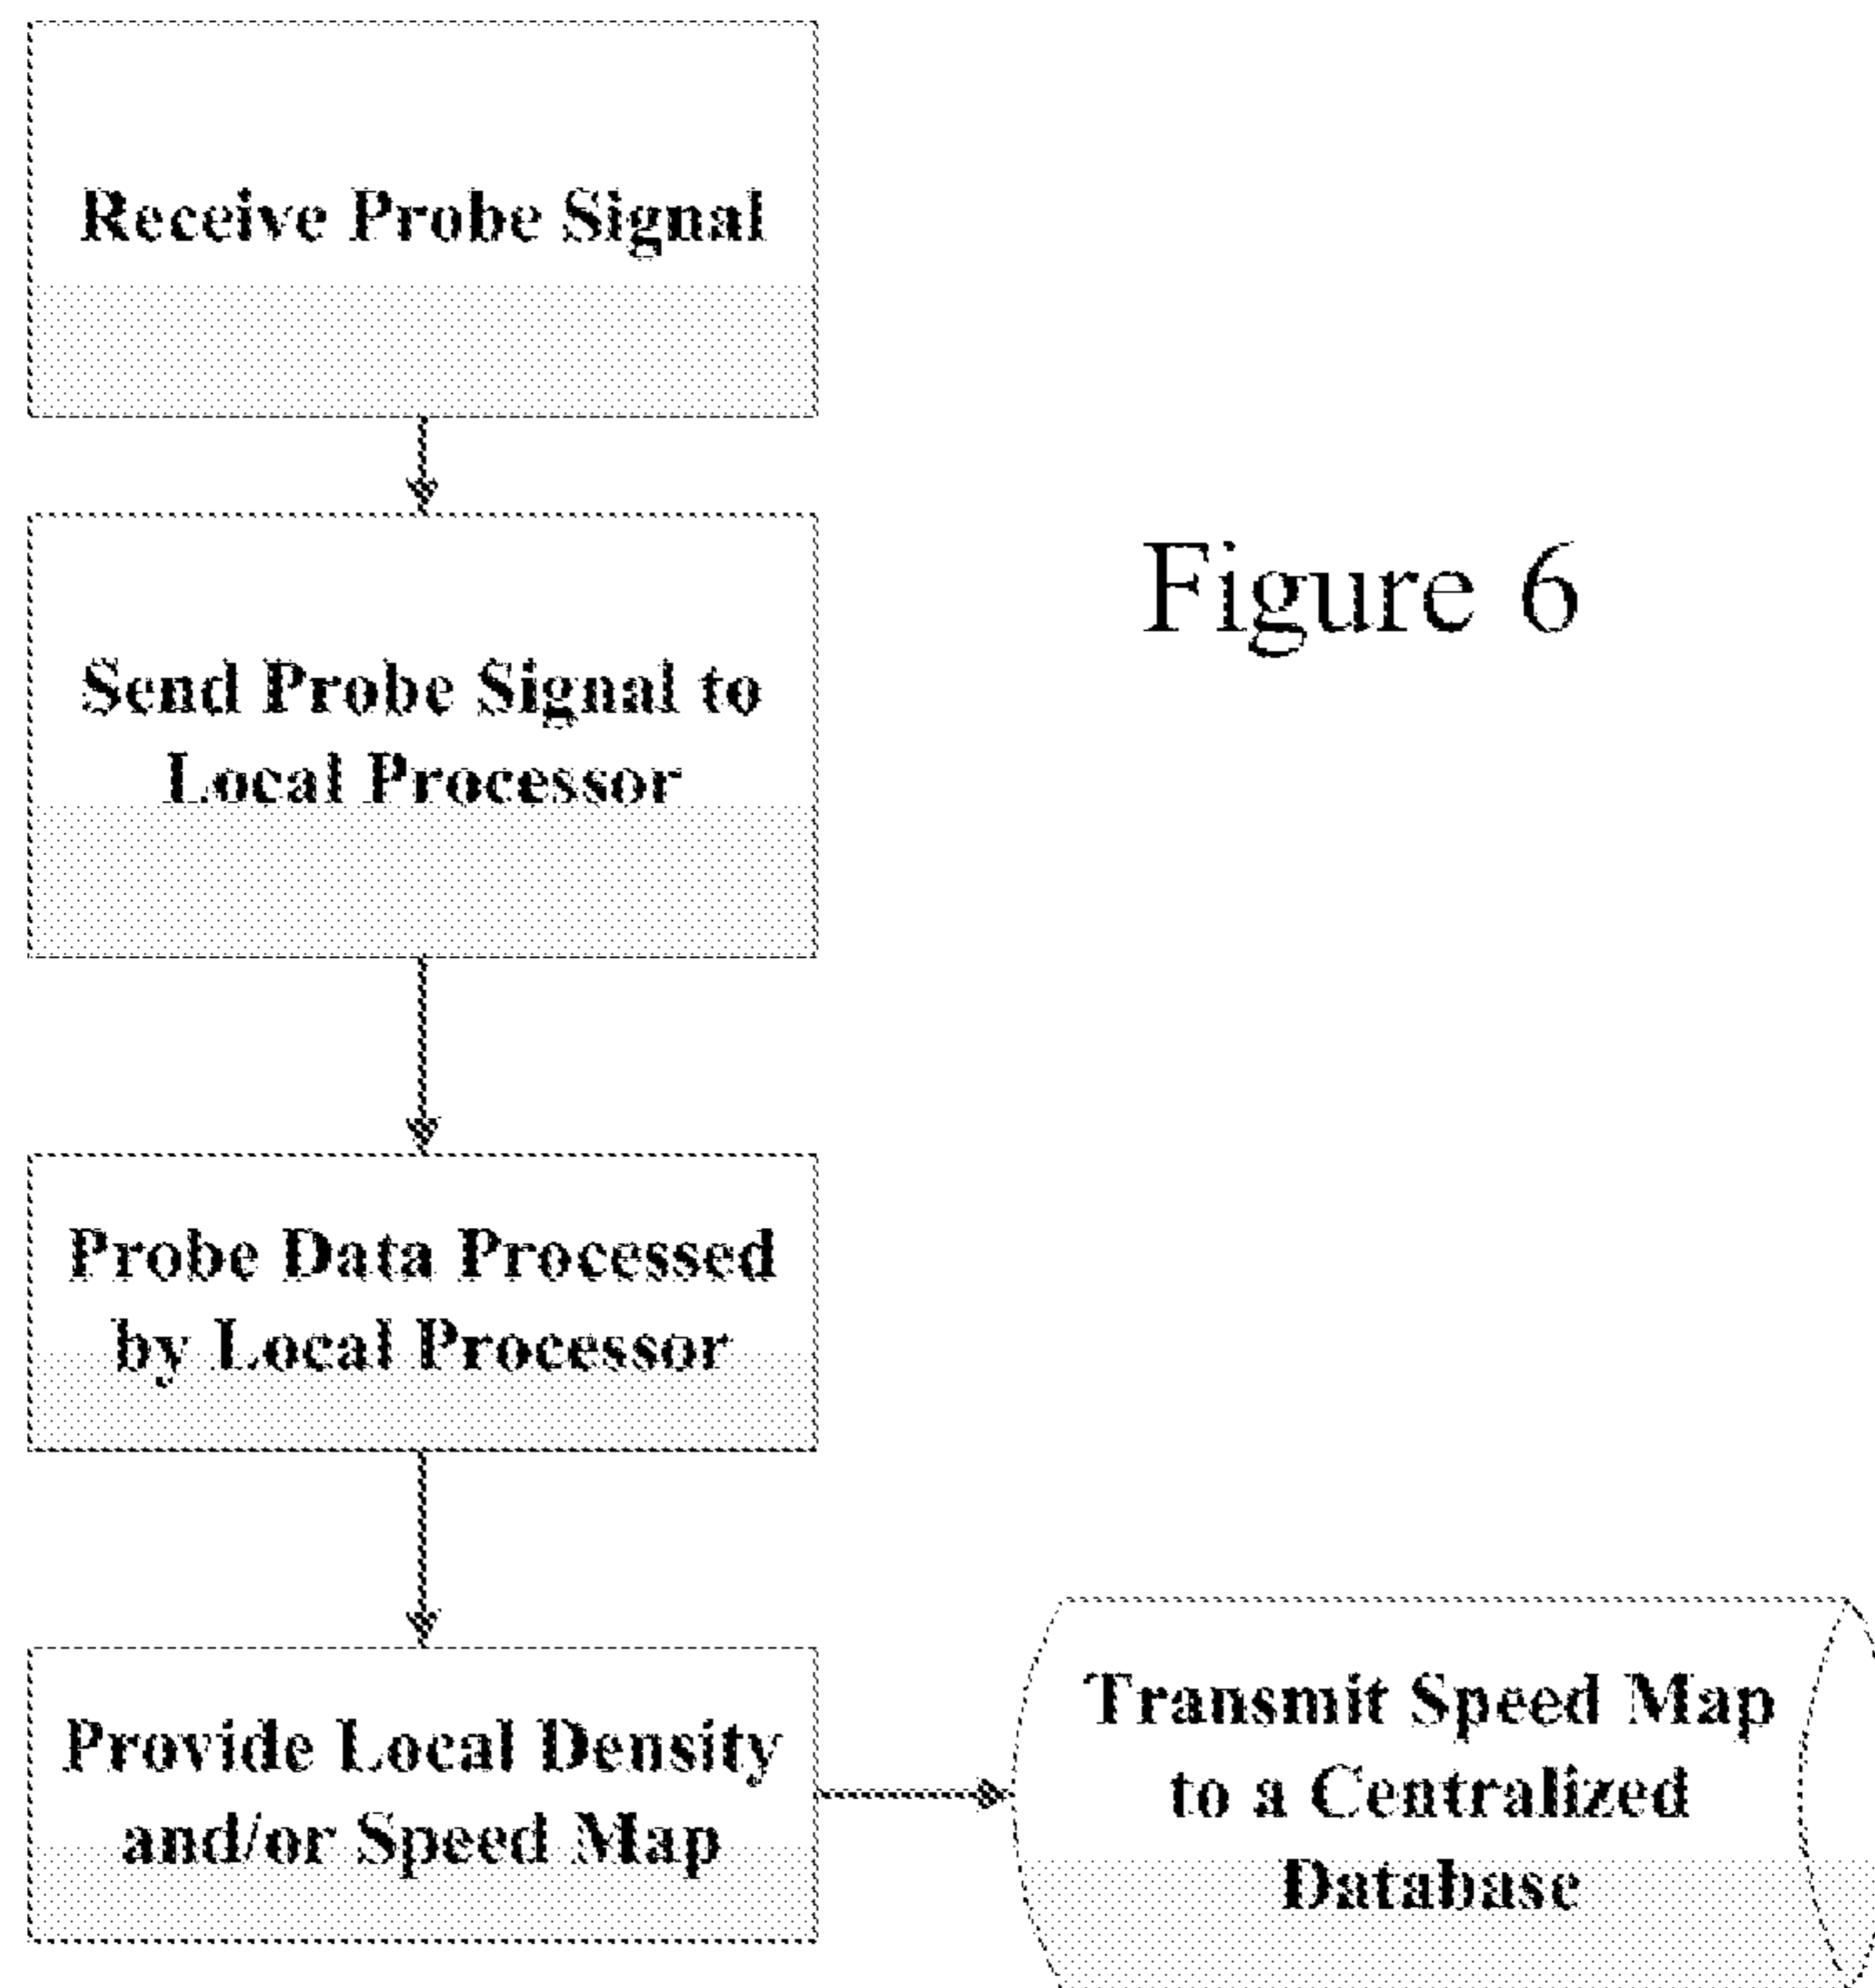 Receive Probe Signal
Figure 6
Send Probe Signal to
Local Processor
Probe Data Processed
by Local Processor
Provide Local Density
and/or Speed Map
Transmit Speed Map
to a Centralized
Database